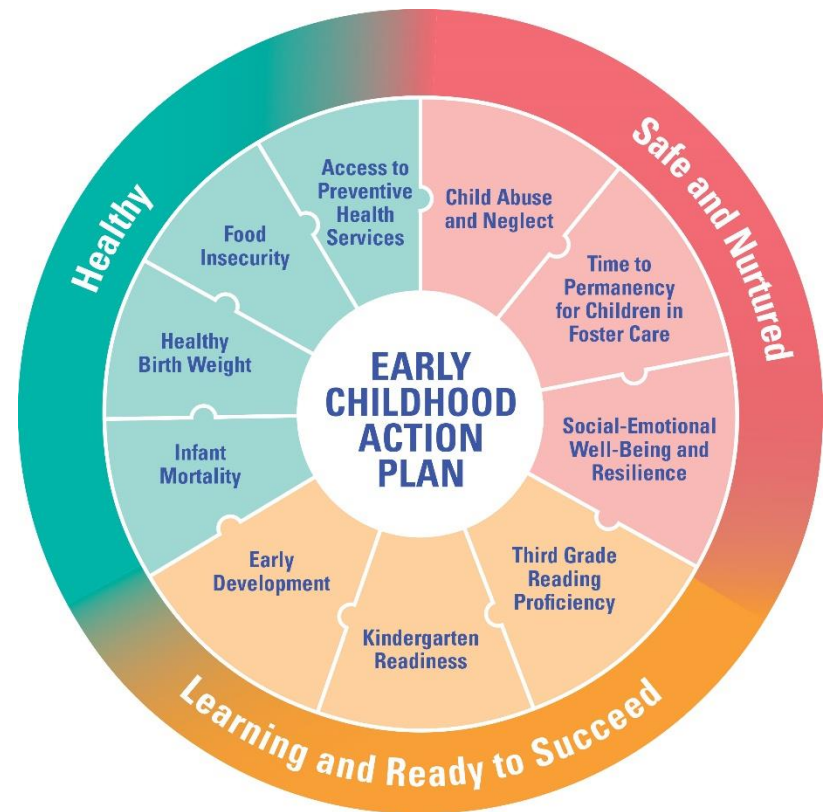 EARLY
CHILDHOOD
ACTION
PLAN
Healthy
Access to
Preventive
Health
Services
Food
Insecurity
Healthy
Birth Weight
Infant
Mortality
Safe and Nurtured
Child Abuse
and Neglect
Time to
Permanency
for Children in
Foster Care
Social-Emotional
Well-Being and
Resilience
Learning and Ready to Succeed
Third Grade
Reading
Proficiency
Kindergarten
Readiness
Early
Development